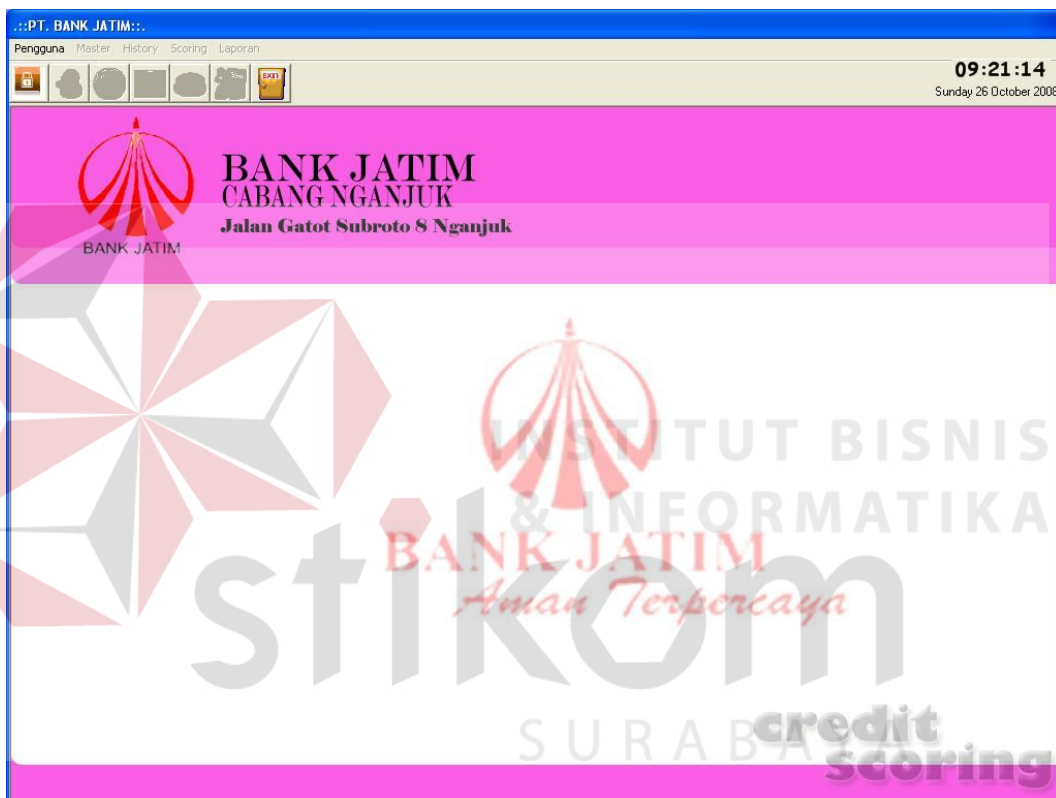 .::PT. BANK JATIM::.
Pengguna Master History Scoring Laporan
EXIT
09:21:14
Sunday 26 October 2008
BANK JATIM
CABANG NGANJUK
Jalan Gatot Subroto 8 Nganjuk
BANK JATIM
INSTITUT BISNIS
& INFORMATIKA
BANK JATIM
Aman Terpercaya
stikom
SURABAYA
credit
scoring